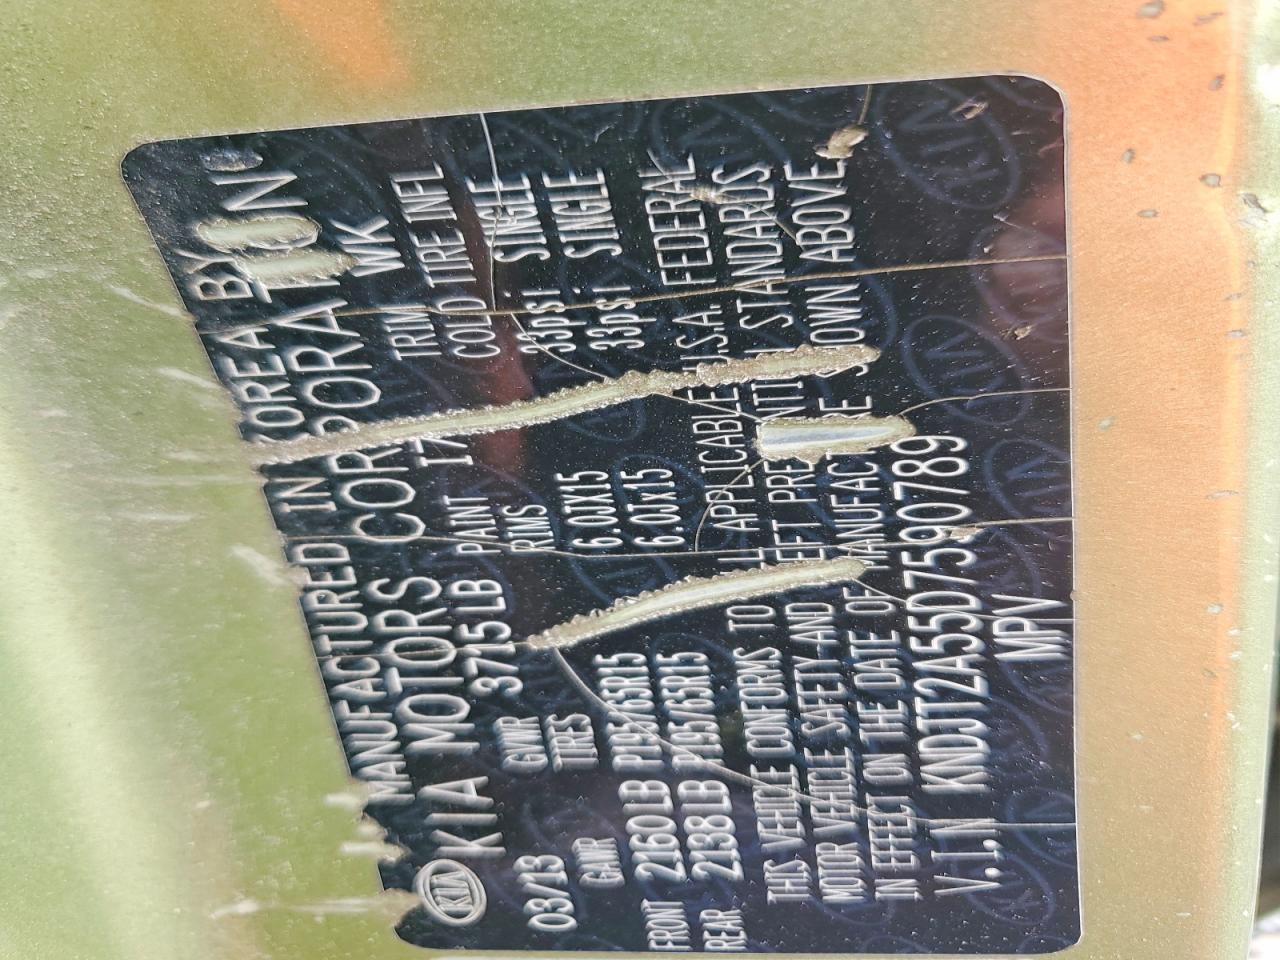 MANUFACTURED IN KOREA BY
KIA MOTORS CORPORATION
03/13 GVWR 3715LB PAINT TRIM WK
GAWR TIRES RIMS COLD TIRE INFL
FRONT 2160LB P195/65R15 6.0JX15 33psi SINGLE
REAR 2138LB P195/65R15 6.0Jx15 33psi SINGLE
THIS VEHICLE CONFORMS TO ALL APPLICABLE U.S.A. FEDERAL
MOTOR VEHICLE SAFETY AND THEFT PREVENTION STANDARDS
IN EFFECT ON THE DATE OF MANUFACTURE SHOWN ABOVE
V.I.N KNDJT2A55D7590789
MPV
KIA